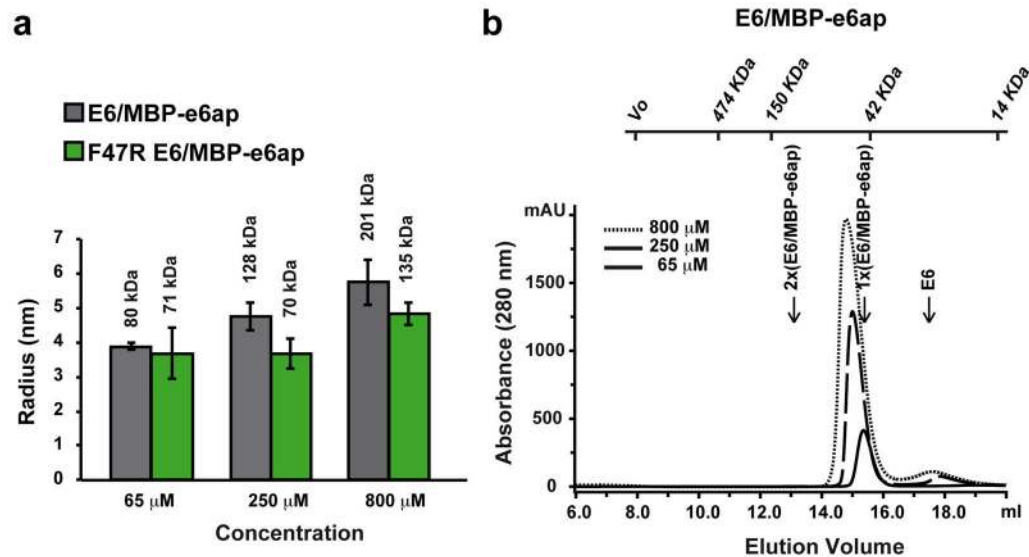 a
E6/MBP-e6ap
F47R E6/MBP-e6ap
80 kDa
71 kDa
128 kDa
70 kDa
201 kDa
135 kDa
Radius (nm)
7
6
5
4
3
2
1
0
65 μM
250 μM
800 μM
Concentration
b
E6/MBP-e6ap
Vo
474 KDa
150 KDa
42 KDa
14 KDa
mAU
800 μM
250 μM
65 μM
2x(E6/MBP-e6ap)
1x(E6/MBP-e6ap)
E6
Absorbance (280 nm)
1500
1000
500
0
6.0
8.0
10.0
12.0
14.0
16.0
18.0
ml
Elution Volume